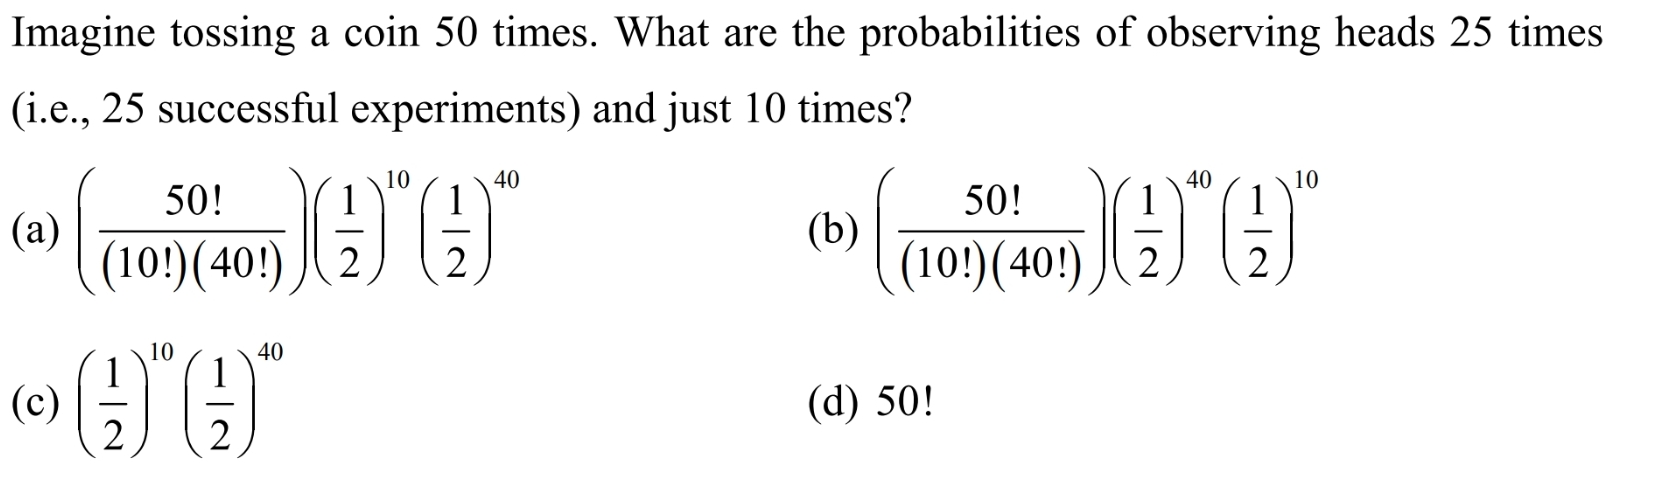 Imagine tossing a coin 50 times. What are the probabilities of observing heads 25 times
(i.e., 25 successful experiments) and just 10 times?
(a) $\left(\frac{50!}{(10!)(40!)}\right)\left(\frac{1}{2}\right)^{10}\left(\frac{1}{2}\right)^{40}$ (b) $\left(\frac{50!}{(10!)(40!)}\right)\left(\frac{1}{2}\right)^{40}\left(\frac{1}{2}\right)^{10}$
(c) $\left(\frac{1}{2}\right)^{10}\left(\frac{1}{2}\right)^{40}$ (d) 50!